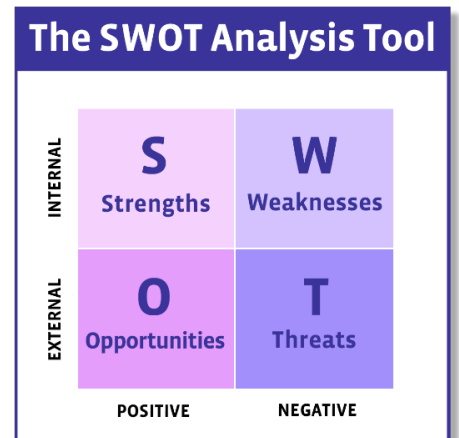 The SWOT Analysis Tool
INTERNAL
S
Strengths
W
Weaknesses
EXTERNAL
O
Opportunities
T
Threats
POSITIVE
NEGATIVE